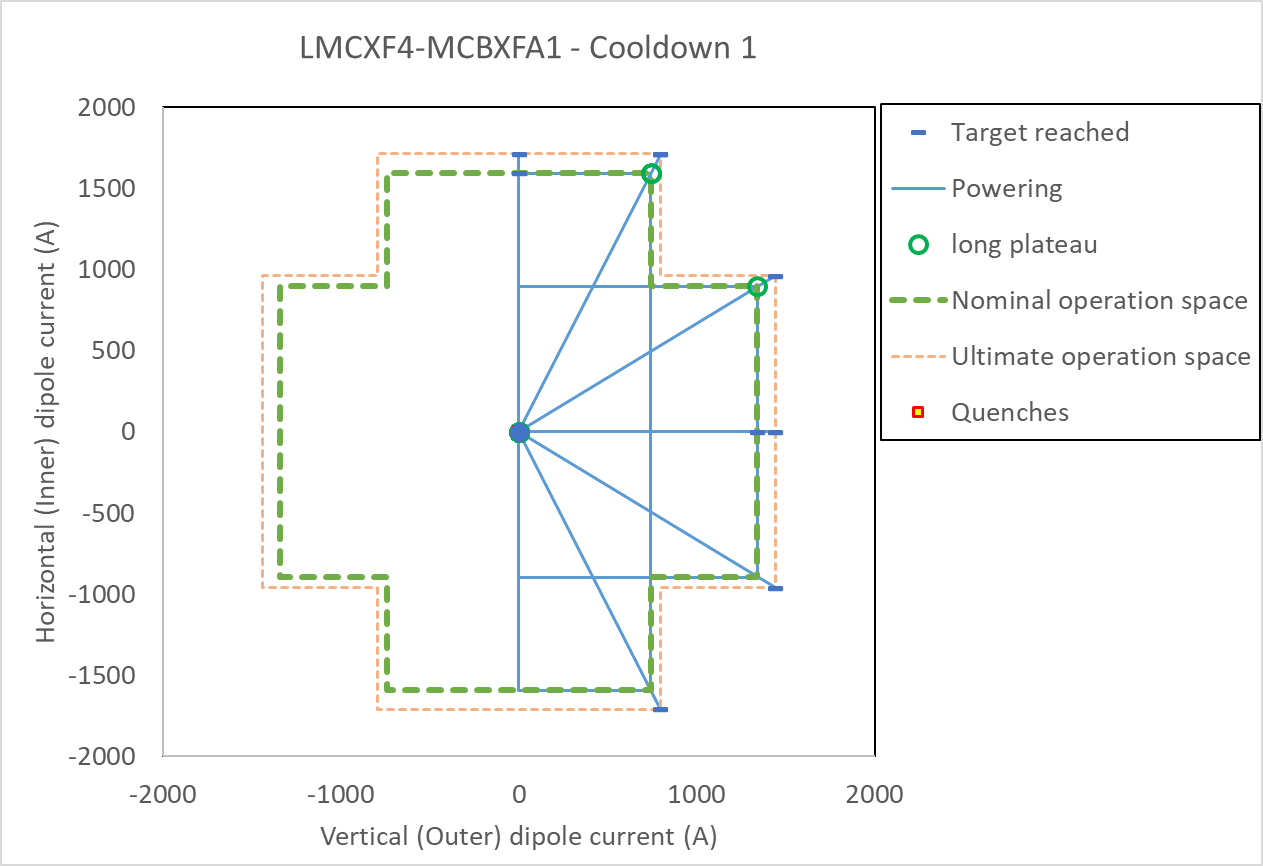 LMCXF4-MCBXFA1 - Cooldown 1
2000
1500
1000
500
0
-500
-1000
-1500
-2000
-2000
-1000
0
1000
2000
Horizontal (Inner) dipole current (A)
Vertical (Outer) dipole current (A)
Target reached
Powering
long plateau
Nominal operation space
Ultimate operation space
Quenches